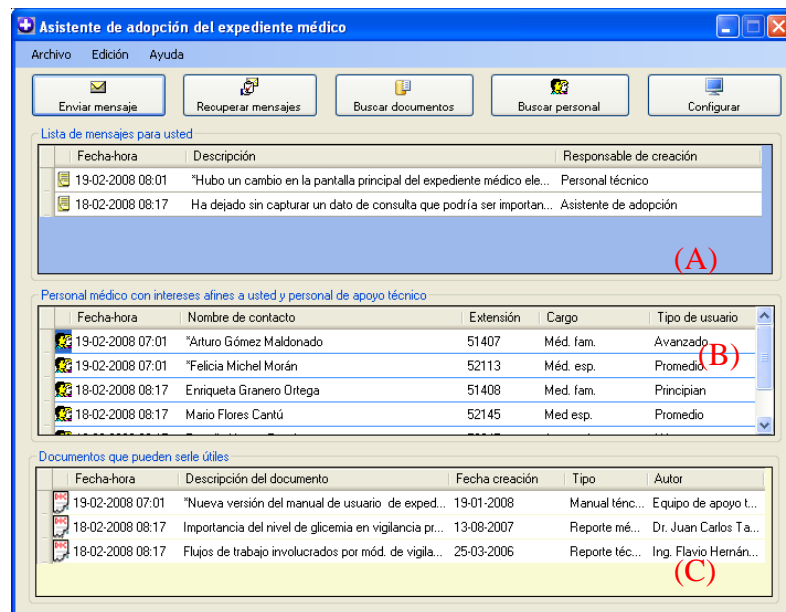 Asistente de adopción del expediente médico
Archivo Edición Ayuda
Enviar mensaje Recuperar mensajes Buscar documentos Buscar personal Configurar
Lista de mensajes para usted
Fecha-hora Descripción Responsable de creación
19-02-2008 08:01 *Hubo un cambio en la pantalla principal del expediente médico ele... Personal técnico
18-02-2008 08:17 Ha dejado sin capturar un dato de consulta que podría ser importan... Asistente de adopción
(A)
Personal médico con intereses afines a usted y personal de apoyo técnico
Fecha-hora Nombre de contacto Extensión Cargo Tipo de usuario
19-02-2008 07:01 *Arturo Gómez Maldonado 51407 Méd. fam. Avanzado
19-02-2008 07:01 *Felicia Michel Morán 52113 Méd. esp. Promedio
(B)
18-02-2008 08:17 Enriqueta Granero Ortega 51408 Med. fam. Principian
18-02-2008 08:17 Mario Flores Cantú 52145 Med esp. Promedio
Documentos que pueden serle útiles
Fecha-hora Descripción del documento Fecha creación Tipo Autor
19-02-2008 07:01 *Nueva versión del manual de usuario de exped... 19-01-2008 Manual ténc... Equipo de apoyo t...
18-02-2008 08:17 Importancia del nivel de glicemia en vigilancia pr... 13-08-2007 Reporte mé... Dr. Juan Carlos Ta...
18-02-2008 08:17 Flujos de trabajo involucrados por mód. de vigila... 25-03-2006 Reporte téc... Ing. Flavio Hernán...
(C)